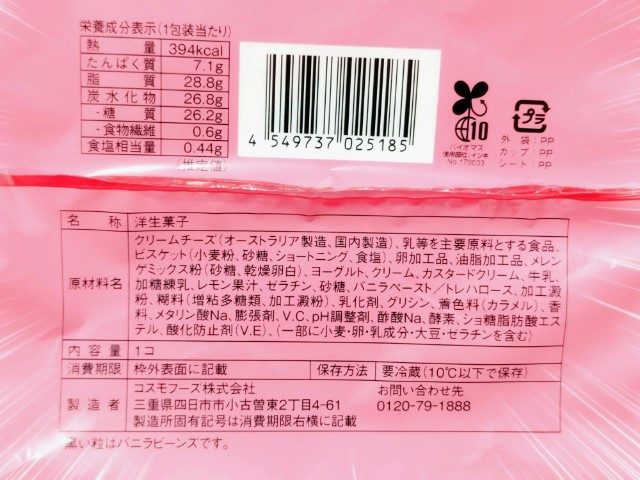 栄養成分表示(1包装当たり)
熱量 394kcal
たんぱく質 7.1g
脂質 28.8g
炭水化物 26.8g
-糖質 26.2g
-食物繊維 0.6g
食塩相当量 0.44g
(推定値)
4 549737 025185
10
バイオマス
使用部位:インキ
No.170033
プラ
外袋:PP
カップ:PP
シート:PP
名称 洋生菓子
原材料名 クリームチーズ(オーストラリア製造、国内製造)、乳等を主要原料とする食品、
ビスケット(小麦粉、砂糖、ショートニング、食塩)、卵加工品、油脂加工品、メレン
ゲミックス粉(砂糖、乾燥卵白)、ヨーグルト、クリーム、カスタードクリーム、牛乳、
加糖練乳、レモン果汁、ゼラチン、砂糖、バニラペースト/トレハロース、加工澱
粉、糊料(増粘多糖類、加工澱粉)、乳化剤、グリシン、着色料(カラメル)、香
料、メタリン酸Na、膨張剤、V.C、pH調整剤、酢酸Na、酵素、ショ糖脂肪酸エス
テル、酸化防止剤(V.E)、(一部に小麦・卵・乳成分・大豆・ゼラチンを含む)
内容量 1コ
消費期限 枠外表面に記載 保存方法 要冷蔵(10℃以下で保存)
製造者 コスモフーズ株式会社 お問い合わせ先
三重県四日市市小古曽東2丁目4-61 0120-79-1888
製造所固有記号は消費期限右横に記載
黒い粒はバニラビーンズです。